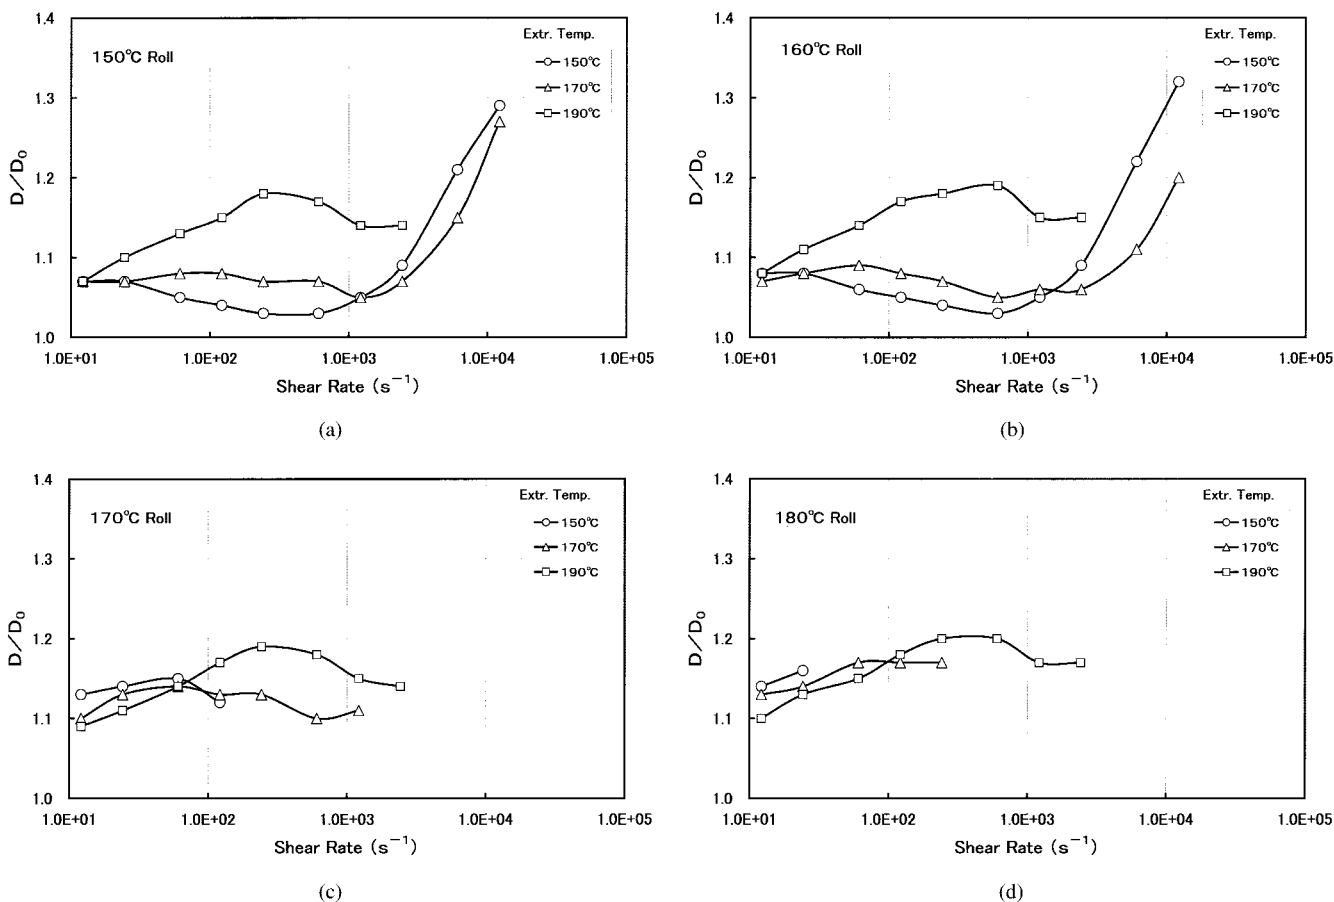 1.4
150℃ Roll
Extr. Temp.
150℃
170℃
190℃
1.3
1.2
1.1
1.0
D/D₀
1.0E+01 1.0E+02 1.0E+03 1.0E+04 1.0E+05
Shear Rate (s⁻¹)
(a)
1.4
160℃ Roll
Extr. Temp.
150℃
170℃
190℃
1.3
1.2
1.1
1.0
D/D₀
1.0E+01 1.0E+02 1.0E+03 1.0E+04 1.0E+05
Shear Rate (s⁻¹)
(b)
1.4
170℃ Roll
Extr. Temp.
150℃
170℃
190℃
1.3
1.2
1.1
1.0
D/D₀
1.0E+01 1.0E+02 1.0E+03 1.0E+04 1.0E+05
Shear Rate (s⁻¹)
(c)
1.4
180℃ Roll
Extr. Temp.
150℃
170℃
190℃
1.3
1.2
1.1
1.0
D/D₀
1.0E+01 1.0E+02 1.0E+03 1.0E+04 1.0E+05
Shear Rate (s⁻¹)
(d)